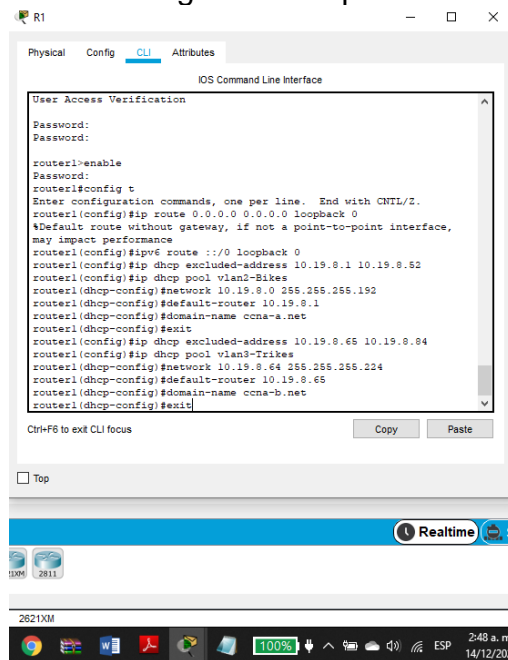 R1
Physical Config CLI Attributes
IOS Command Line Interface
User Access Verification
Password:
Password:
router1>enable
Password:
router1#config t
Enter configuration commands, one per line. End with CNTL/Z.
router1(config)#ip route 0.0.0.0 0.0.0.0 loopback 0
%Default route without gateway, if not a point-to-point interface,
may impact performance
router1(config)#ipv6 route ::/0 loopback 0
router1(config)#ip dhcp excluded-address 10.19.8.1 10.19.8.52
router1(config)#ip dhcp pool vlan2-Bikes
router1(dhcp-config)#network 10.19.8.0 255.255.255.192
router1(dhcp-config)#default-router 10.19.8.1
router1(dhcp-config)#domain-name ccna-a.net
router1(dhcp-config)#exit
router1(config)#ip dhcp excluded-address 10.19.8.65 10.19.8.84
router1(config)#ip dhcp pool vlan3-Trikes
router1(dhcp-config)#network 10.19.8.64 255.255.255.224
router1(dhcp-config)#default-router 10.19.8.65
router1(dhcp-config)#domain-name ccna-b.net
router1(dhcp-config)#exit
Ctrl+F6 to exit CLI focus
Copy Paste
Top
Realtime
2811
2621XM
100% ESP 2:48 a. m
14/12/20